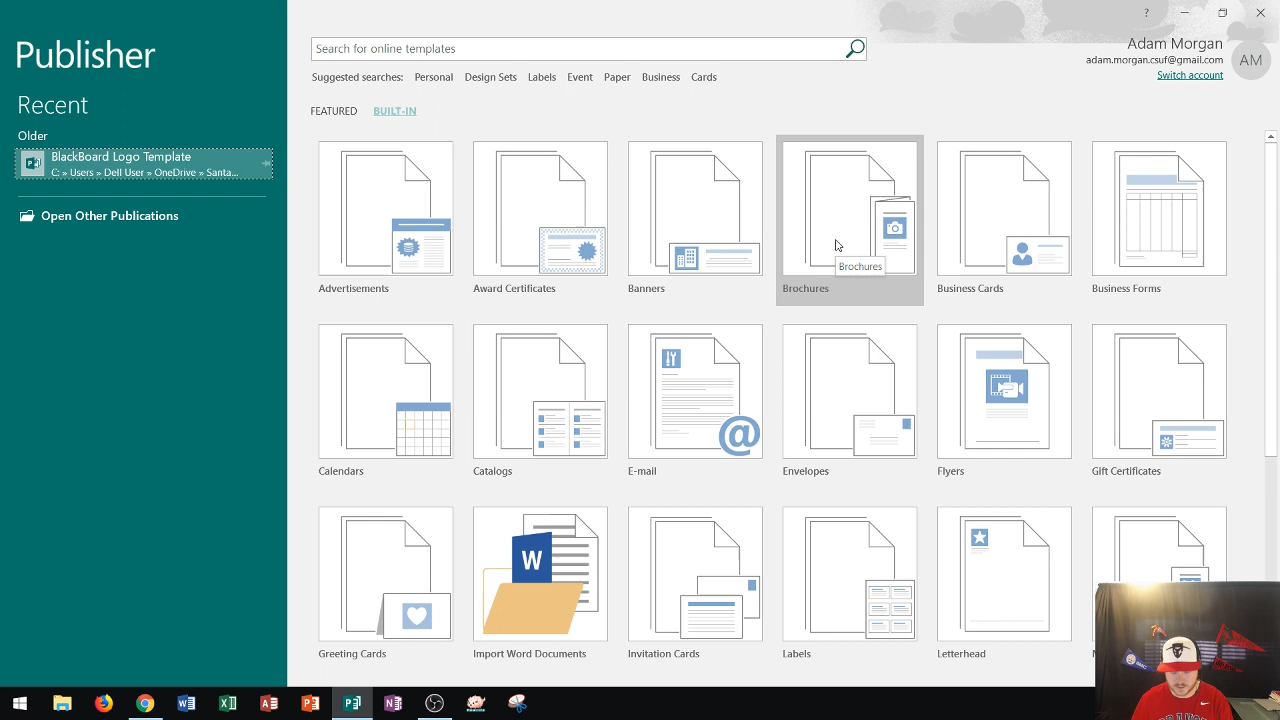 Publisher
Recent
Older
BlackBoard Logo Template
C: » Users » Dell User » OneDrive » Santa...
Open Other Publications
?
Search for online templates
Adam Morgan
adam.morgan.csuf@gmail.com
AM
Switch account
Suggested searches: Personal Design Sets Labels Event Paper Business Cards
FEATURED BUILT-IN
Brochures
Advertisements Award Certificates Banners Brochures Business Cards Business Forms
@
Calendars Catalogs E-mail Envelopes Flyers Gift Certificates
W
Greeting Cards Import Word Documents Invitation Cards Labels Letterhead